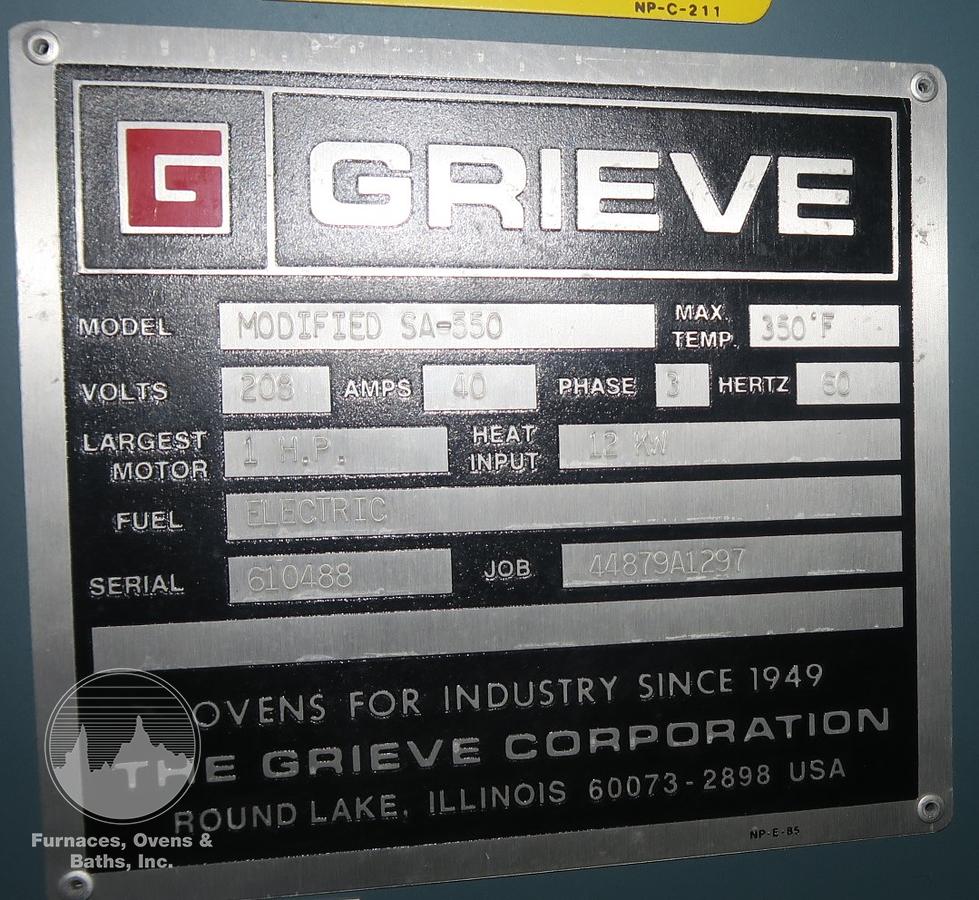 NP-C-211
G GRIEVE
MODEL MODIFIED SA-550 MAX. TEMP. 350°F
VOLTS 208 AMPS 40 PHASE 3 HERTZ 60
LARGEST MOTOR 1 H.P. HEAT INPUT 12 KW
FUEL ELECTRIC
SERIAL 610488 JOB 44879A1297
OVENS FOR INDUSTRY SINCE 1949
THE GRIEVE CORPORATION
ROUND LAKE, ILLINOIS 60073-2898 USA
NP-E-85
Furnaces, Ovens &
Baths, Inc.